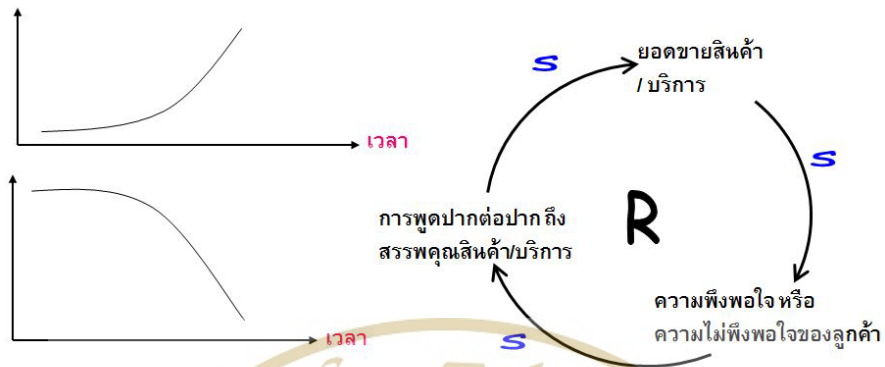 เวลา
เวลา
S
ยอดขายสินค้า
/ บริการ
S
R
การพูดปากต่อปาก ถึง
สรรพคุณสินค้า/บริการ
ความพึงพอใจ หรือ
ความไม่พึงพอใจของลูกค้า
S